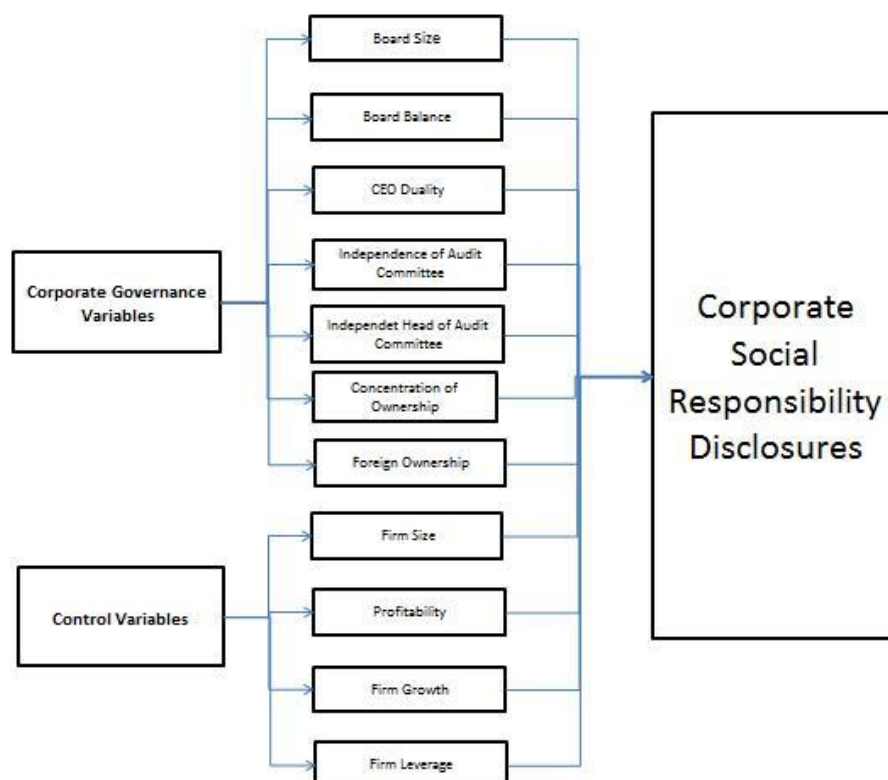 Board Size
Board Balance
CEO Duality
Independence of Audit
Committee
Corporate Governance
Variables
Independet Head of Audit
Committee
Concentration of
Ownership
Foreign Ownership
Firm Size
Control Variables
Profitability
Firm Growth
Firm Leverage
Corporate
Social
Responsibility
Disclosures